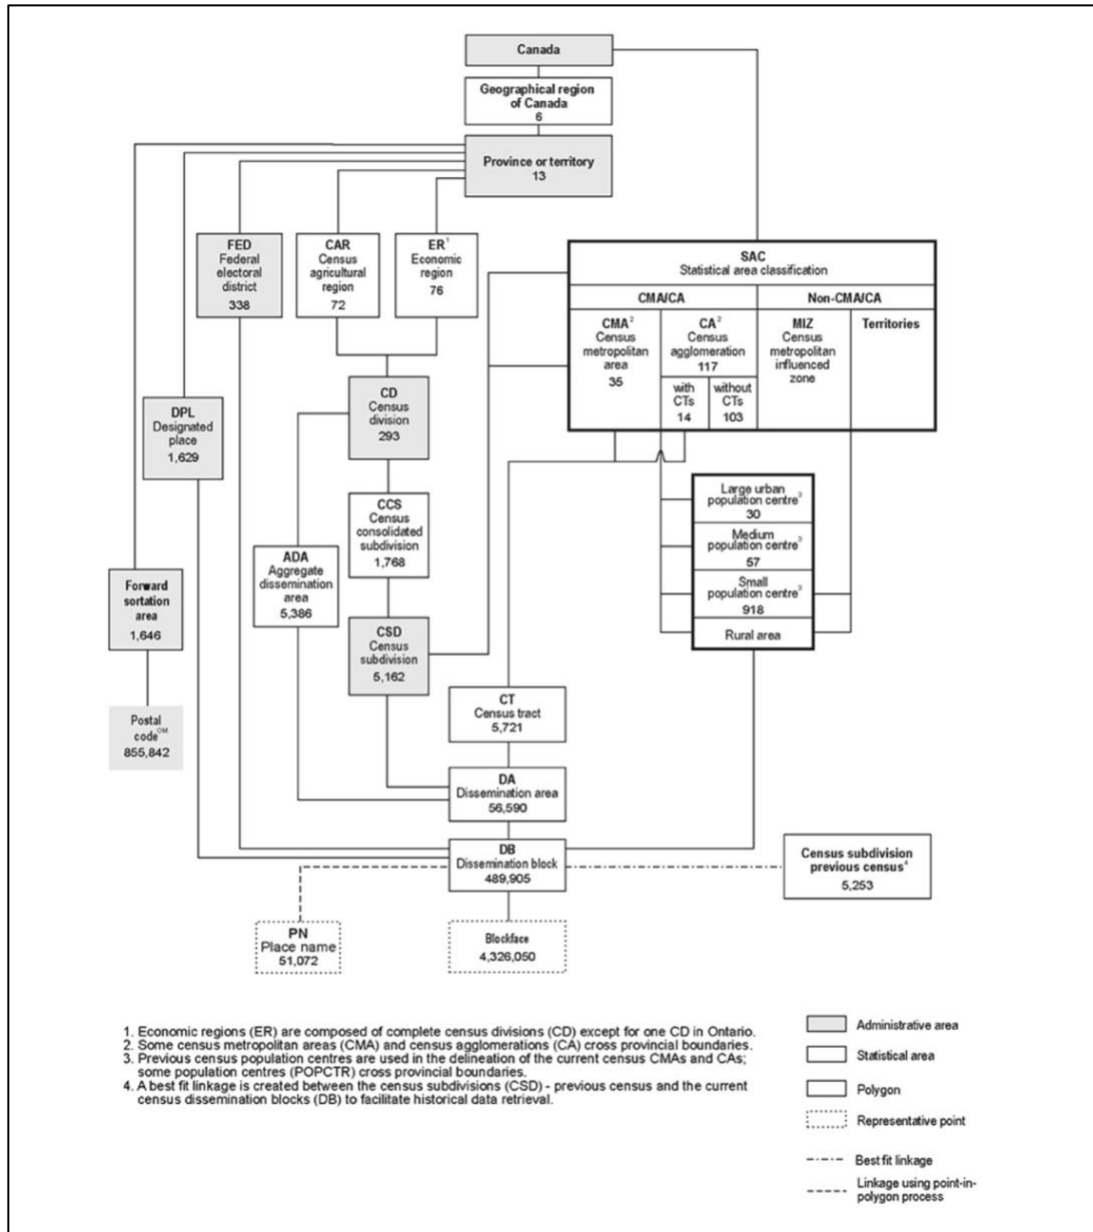 Canada
Geographical region
of Canada
6
Province or territory
13
FED
Federal
electoral
district
338
CAR
Census
agricultural
region
72
ER1
Economic
region
76
SAC
Statistical area classification
CMA/CA
Non-CMA/CA
CMA2
Census
metropolitan
area
35
CA2
Census
agglomeration
117
with
CTs
14
without
CTs
103
MIZ
Census
metropolitan
influenced
zone
Territories
DPL
Designated
place
1,629
CD
Census
division
293
Large urban
population centre3
30
Medium
population centre3
57
Small
population centre3
918
Rural area
CCS
Census
consolidated
subdivision
1,768
ADA
Aggregate
dissemination
area
5,386
Forward
sortation
area
1,646
CSD
Census
subdivision
5,162
CT
Census tract
5,721
Postal
codeOM
855,842
DA
Dissemination area
56,590
DB
Dissemination block
489,905
Census subdivision
previous census4
5,253
PN
Place name
51,072
Blockface
4,326,050
1. Economic regions (ER) are composed of complete census divisions (CD) except for one CD in Ontario.
2. Some census metropolitan areas (CMA) and census agglomerations (CA) cross provincial boundaries.
3. Previous census population centres are used in the delineation of the current census CMAs and CAs;
some population centres (POPCTR) cross provincial boundaries.
4. A best fit linkage is created between the census subdivisions (CSD) - previous census and the current
census dissemination blocks (DB) to facilitate historical data retrieval.
Administrative area
Statistical area
Polygon
Representative point
Best fit linkage
Linkage using point-in-
polygon process